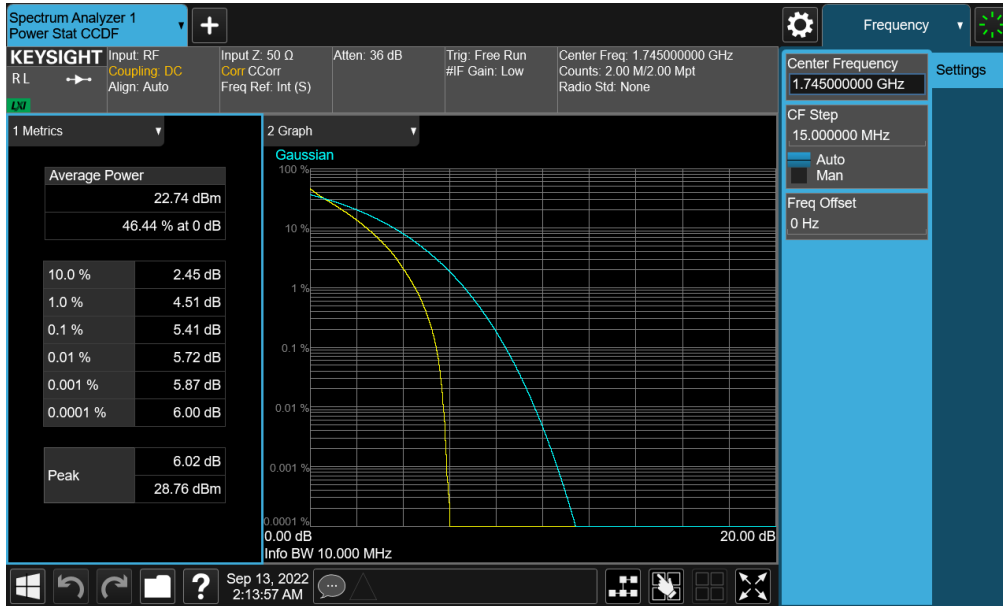 Spectrum Analyzer 1
Power Stat CCDF
Frequency
KEYSIGHT
R L
LXI
Input: RF
Coupling: DC
Align: Auto
Input Z: 50 Ω
Corr CCorr
Freq Ref: Int (S)
Atten: 36 dB
Trig: Free Run
#IF Gain: Low
Center Freq: 1.745000000 GHz
Counts: 2.00 M/2.00 Mpt
Radio Std: None
Center Frequency
1.745000000 GHz
Settings
CF Step
15.000000 MHz
Auto
Man
Freq Offset
0 Hz
1 Metrics
Average Power
22.74 dBm
46.44 % at 0 dB
10.0 % 2.45 dB
1.0 % 4.51 dB
0.1 % 5.41 dB
0.01 % 5.72 dB
0.001 % 5.87 dB
0.0001 % 6.00 dB
Peak
6.02 dB
28.76 dBm
2 Graph
Gaussian
100 %
10 %
1 %
0.1 %
0.01 %
0.001 %
0.0001 %
0.00 dB 20.00 dB
Info BW 10.000 MHz
Sep 13, 2022
2:13:57 AM